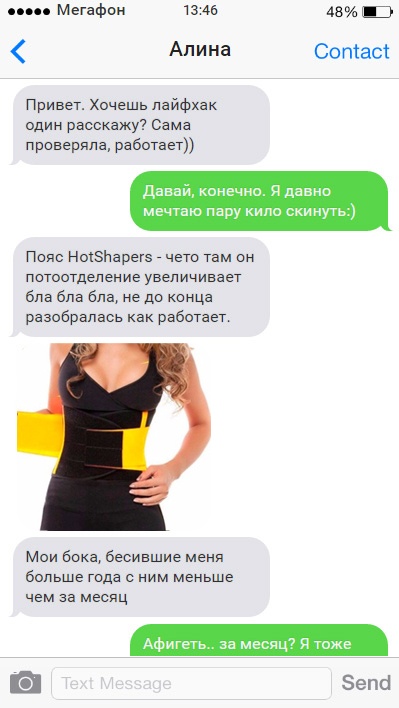 Мегафон
13:46
48%
Алина
Contact
Привет. Хочешь лайфхак
один расскажу? Сама
проверяла, работает))
Давай, конечно. Я давно
мечтаю пару кило скинуть:)
Пояс HotShapers - чето там он
потоотделение увеличивает
бла бла бла, не до конца
разобралась как работает.
Мои бока, бесившие меня
больше года с ним меньше
чем за месяц
Афигеть.. за месяц? Я тоже
Text Message
Send